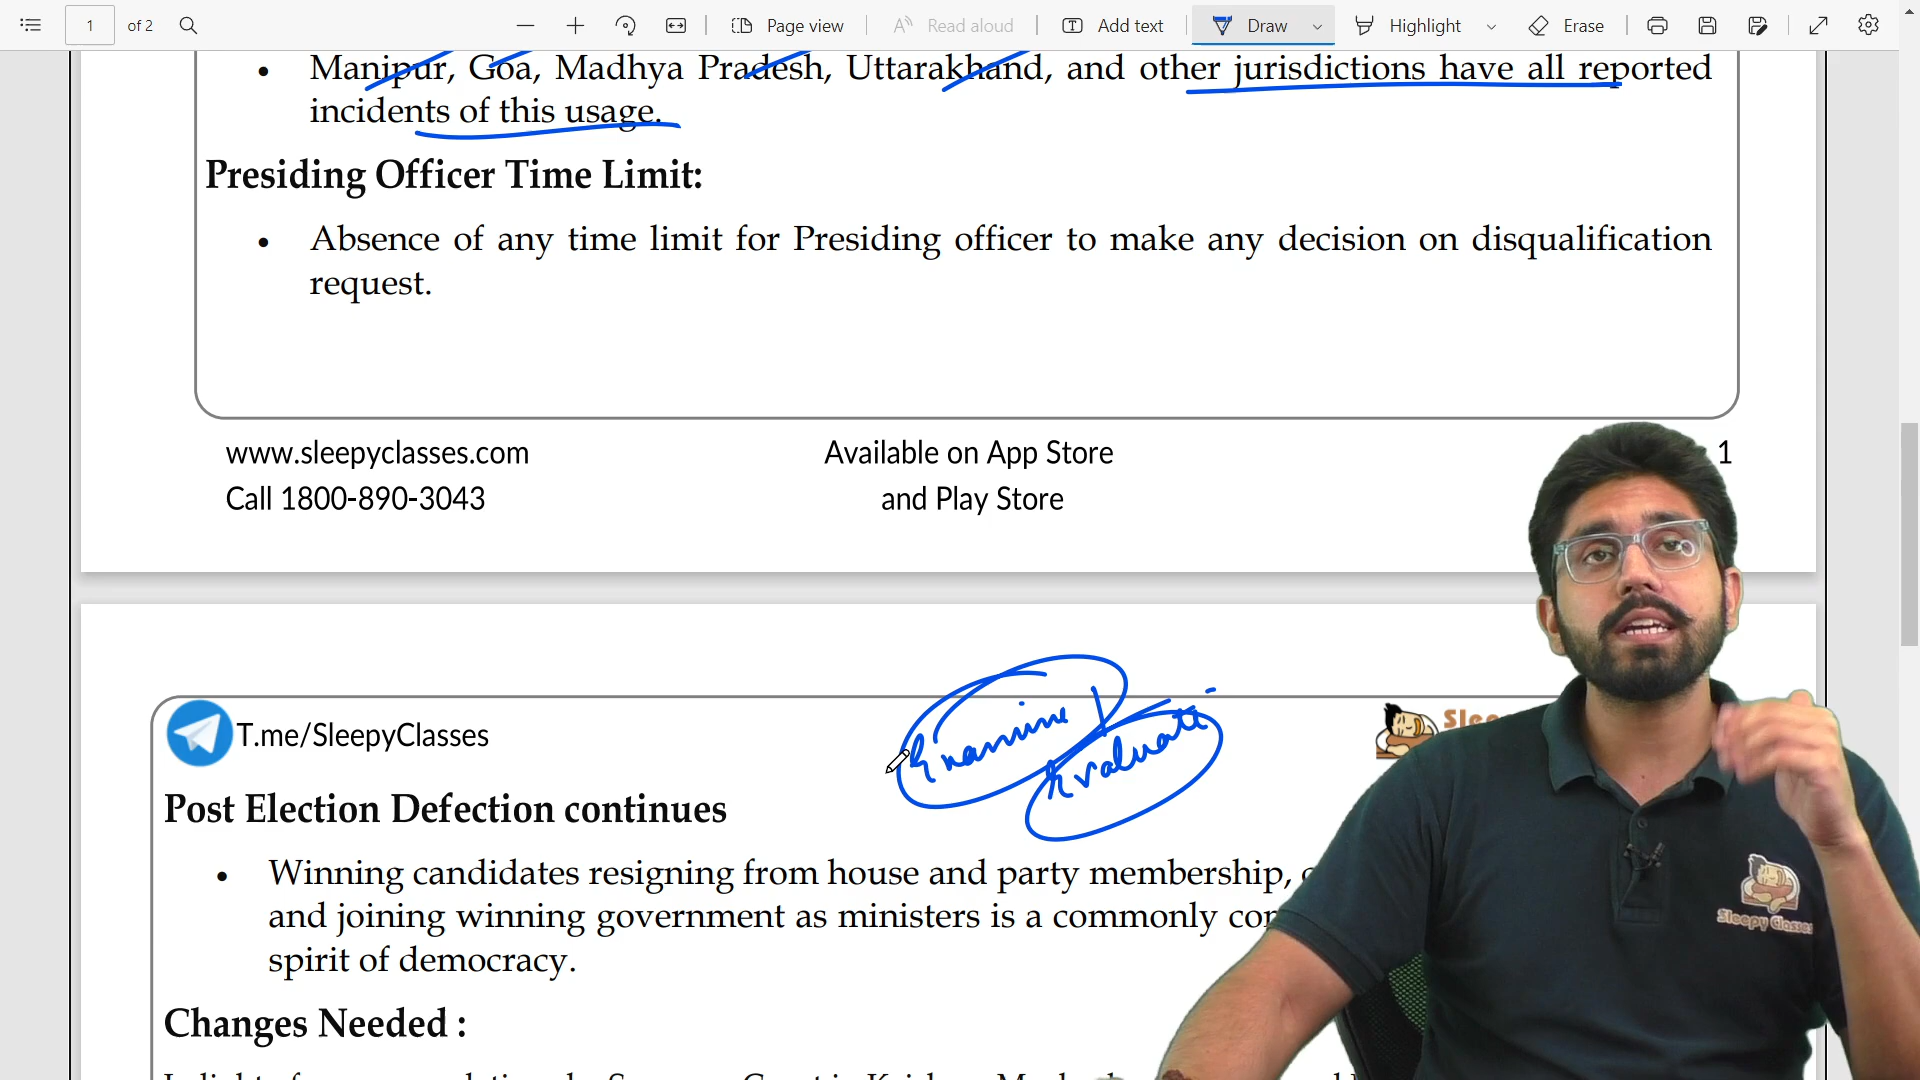 1 of 2 Page view Read aloud Add text Draw Highlight Erase
• Manipur, Goa, Madhya Pradesh, Uttarakhand, and other jurisdictions have all reported
incidents of this usage.
Presiding Officer Time Limit:
• Absence of any time limit for Presiding officer to make any decision on disqualification
request.
www.sleepyclasses.com Available on App Store 1
Call 1800-890-3043 and Play Store
Examine
T.me/SleepyClasses
Evaluate
Post Election Defection continues
• Winning candidates resigning from house and party membership,
and joining winning government as ministers is a commonly
spirit of democracy.
Sleepy Classes
Changes Needed :